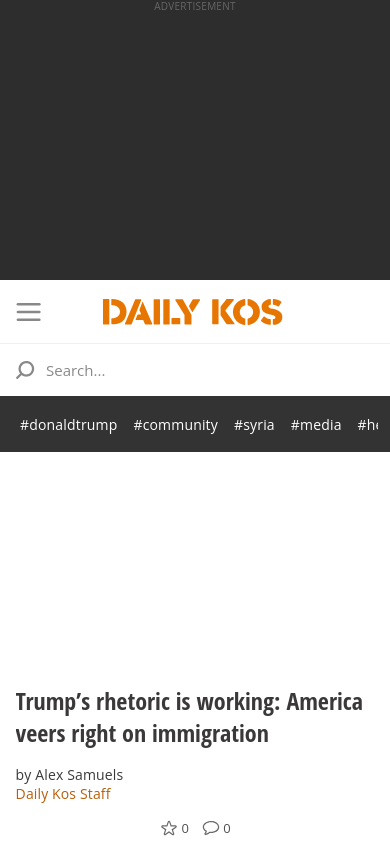 ADVERTISEMENT
DAILY KOS
Search...
#donaldtrump #community #syria #media #he
Trump’s rhetoric is working: America
veers right on immigration
by Alex Samuels
Daily Kos Staff
0 0